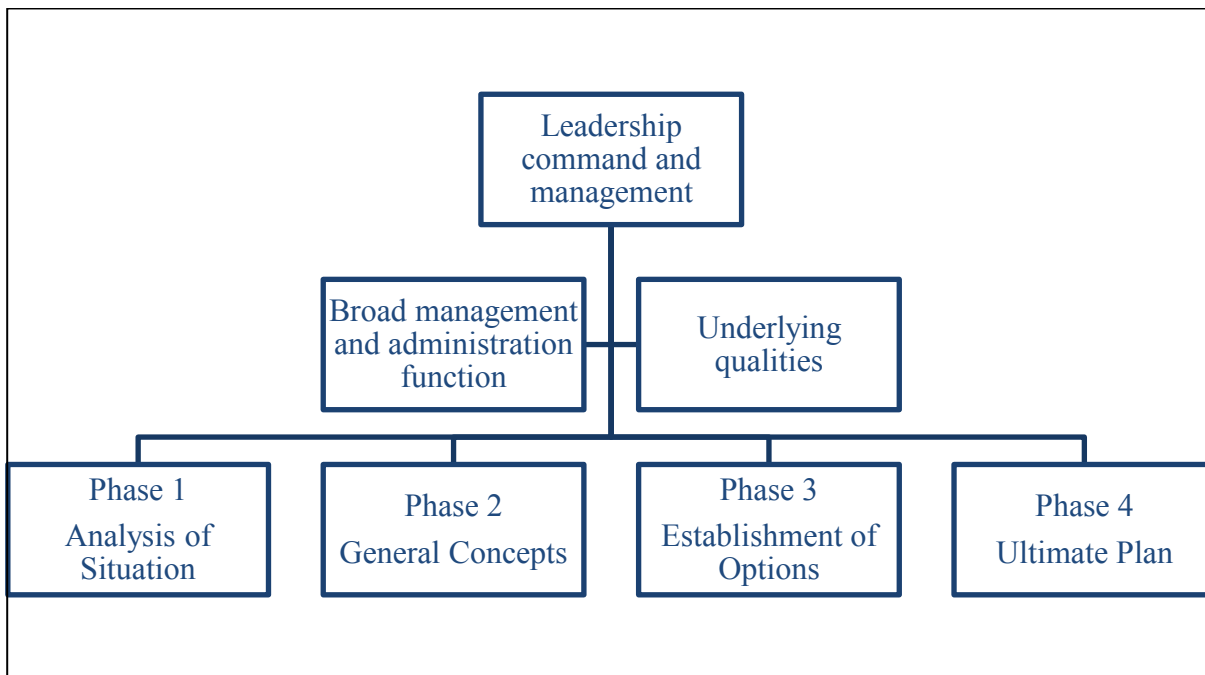 Leadership
command and
management
Broad management
and administration
function
Underlying
qualities
Phase 1
Analysis of
Situation
Phase 2
General Concepts
Phase 3
Establishment of
Options
Phase 4
Ultimate Plan